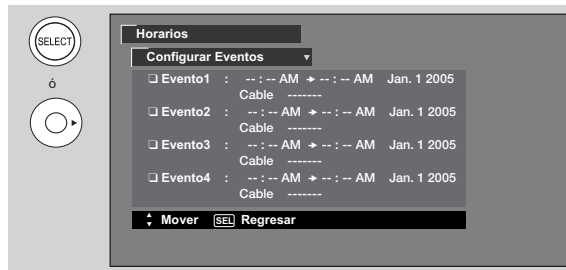 SELECT
ó
Horarios
Configurar Eventos ▼
❏ Evento1 : -- : -- AM ➔ -- : -- AM Jan. 1 2005
Cable -------
❏ Evento2 : -- : -- AM ➔ -- : -- AM Jan. 1 2005
Cable -------
❏ Evento3 : -- : -- AM ➔ -- : -- AM Jan. 1 2005
Cable -------
❏ Evento4 : -- : -- AM ➔ -- : -- AM Jan. 1 2005
Cable -------
Mover SEL Regresar